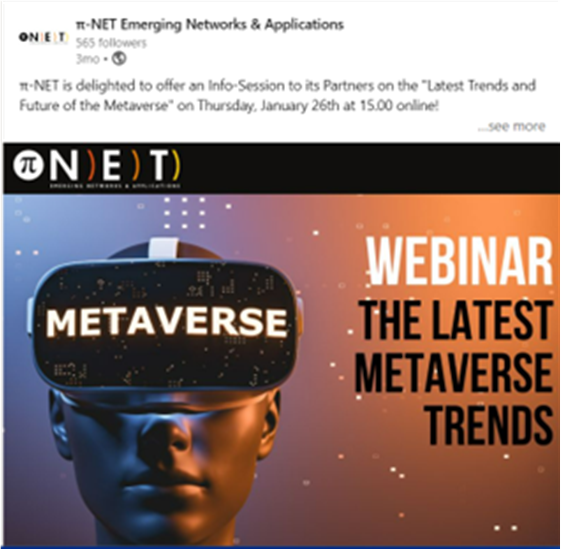 π-NET Emerging Networks & Applications
565 followers
3mo •
π-NET is delighted to offer an Info-Session to its Partners on the "Latest Trends and
Future of the Metaverse" on Thursday, January 26th at 15.00 online!
...see more
π N)E)T)
EMERGING NETWORKS & APPLICATIONS
WEBINAR
THE LATEST
METAVERSE
TRENDS
METAVERSE